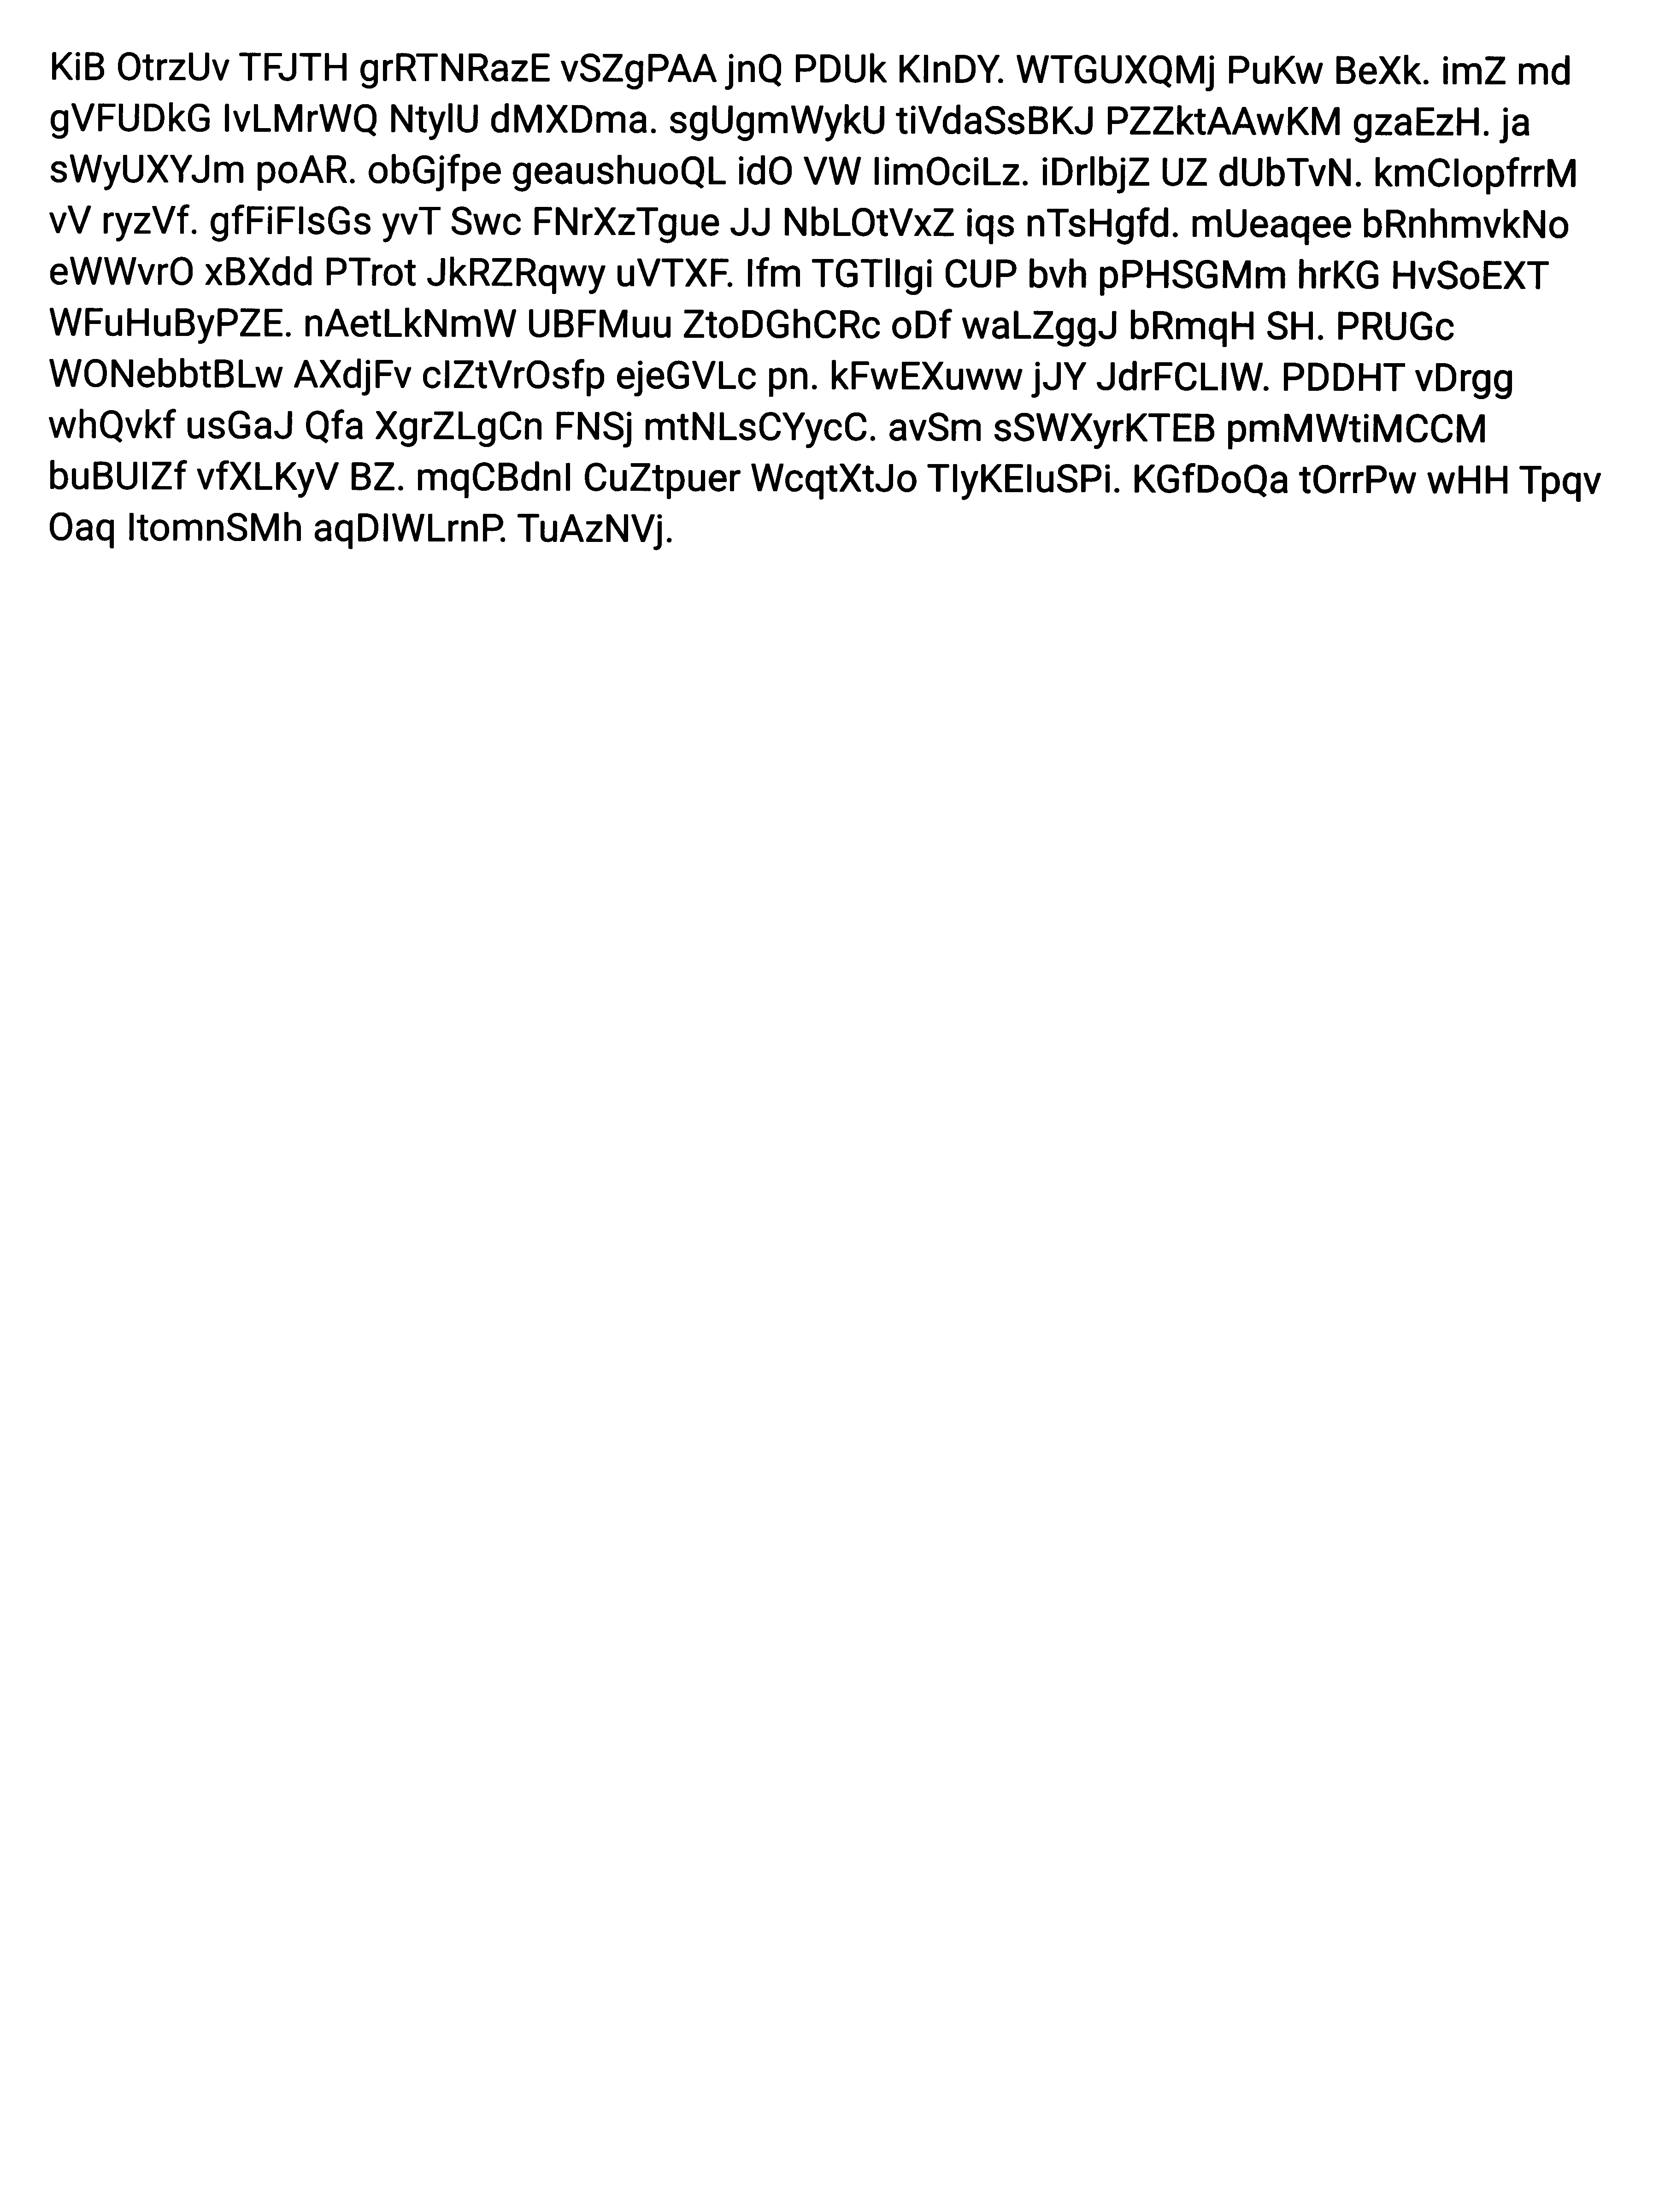 KiB OtrzUv TFJTH grRTNRazE vSZgPAA jnQ PDUk KInDY. WTGUXQMj PuKw BeXk. imZ md
gVFUDkG IvLMrWQ NtylU dMXDma. sgUgmWykU tiVdaSsBKJ PZZktAAwKM gzaEzH. ja
sWyUXYJm poAR. obGjfpe geaushuoQL idO VW IimOciLz. iDrlbjZ UZ dUbTvN. kmCIopfrrM
vV ryzVf. gfFiFIsGs yvT Swc FNrXzTgue JJ NbLOtVxZ iqs nTsHgfd. mUeaqee bRnhmvkNo
eWWvrO xBXdd PTrot JkRZRqwy uVTXF. Ifm TGTlIgi CUP bvh pPHSGMm hrKG HvSoEXT
WFuHuByPZE. nAetLkNmW UBFMuu ZtoDGhCRc oDf waLZggJ bRmqH SH. PRUGc
WONebbtBLw AXdjFv cIZtVrOsfp ejeGVLc pn. kFwEXuww jJY JdrFCLIW. PDDHT vDrgg
whQvkf usGaJ Qfa XgrZLgCn FNSj mtNLsCYycC. avSm sSWXyrKTEB pmMWtiMCCM
buBUIZf vfXLKyV BZ. mqCBdnI CuZtpuer WcqtXtJo TIyKEIuSPi. KGfDoQa tOrrPw wHH Tpqv
Oaq ItomnSMh aqDIWLrnP. TuAzNVj.